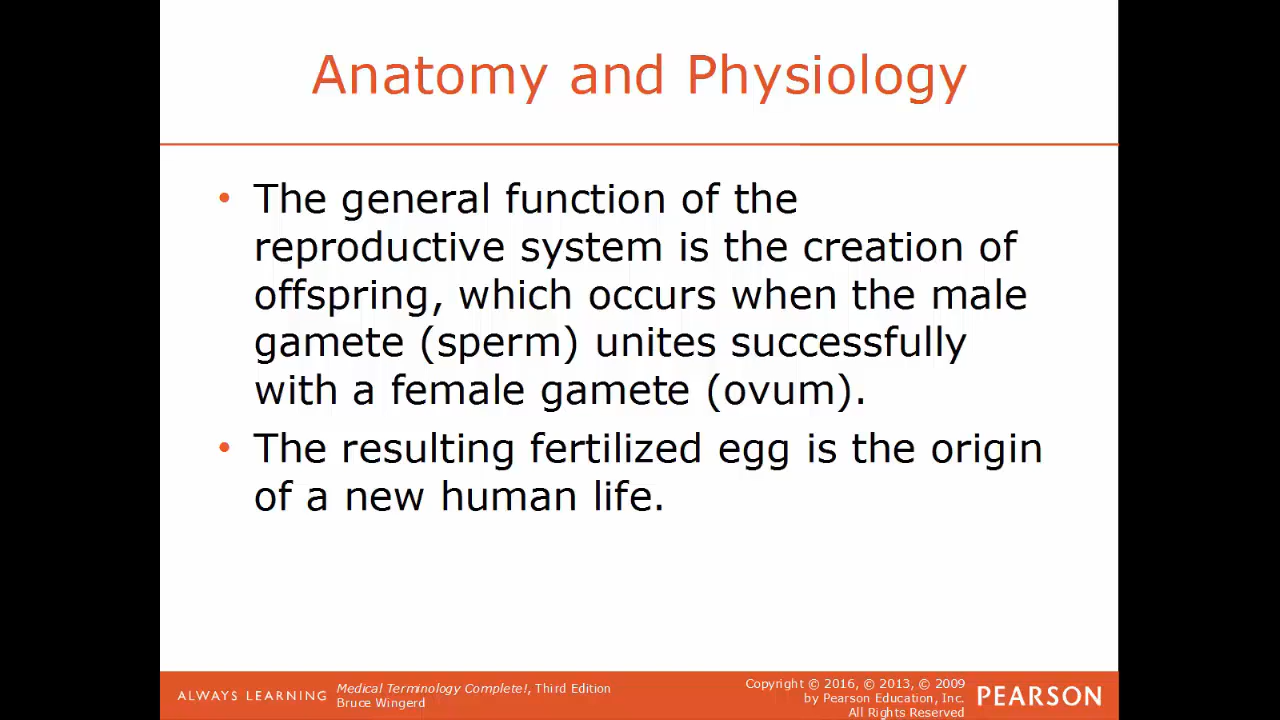 Anatomy and Physiology
• The general function of the
reproductive system is the creation of
offspring, which occurs when the male
gamete (sperm) unites successfully
with a female gamete (ovum).
• The resulting fertilized egg is the origin
of a new human life.
ALWAYS LEARNING
Medical Terminology Complete!, Third Edition
Bruce Wingerd
Copyright © 2016, © 2013, © 2009
by Pearson Education, Inc.
All Rights Reserved
PEARSON